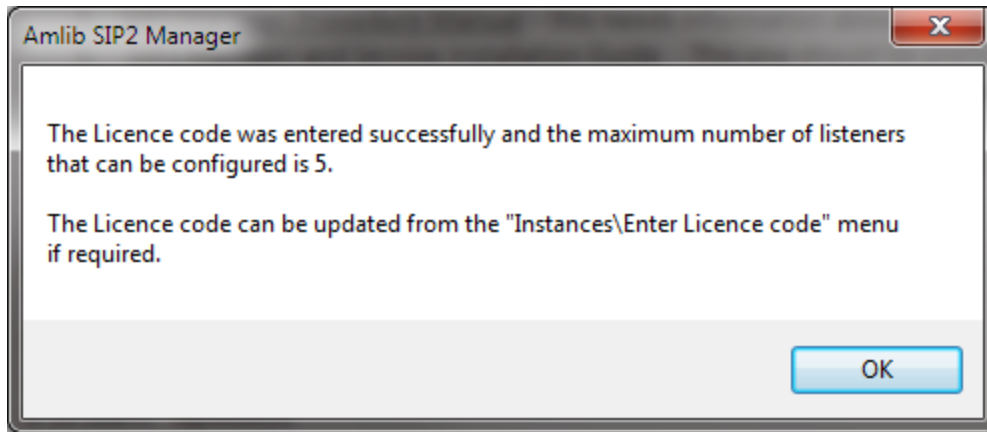 Amlib SIP2 Manager
The Licence code was entered successfully and the maximum number of listeners
that can be configured is 5.
The Licence code can be updated from the "Instances\Enter Licence code" menu
if required.
OK